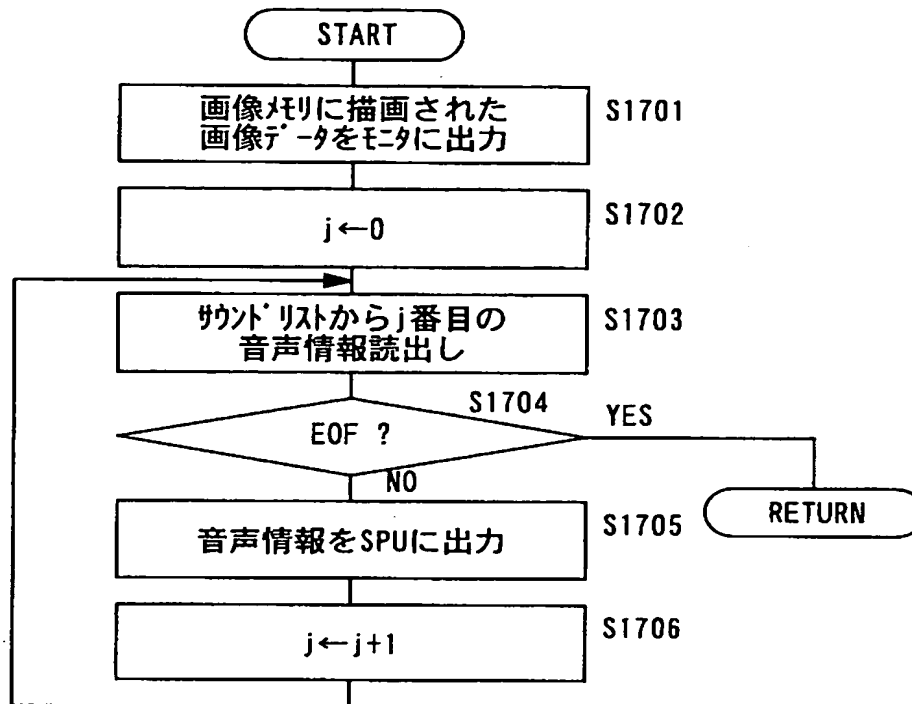 START
画像ﾒﾓﾘに描画された
画像ﾃﾞｰﾀをﾓﾆﾀに出力
S1701
j←0
S1702
ｻｳﾝﾄﾞﾘｽﾄからj番目の
音声情報読出し
S1703
S1704
EOF ?
YES
NO
RETURN
音声情報をSPUに出力
S1705
j←j+1
S1706